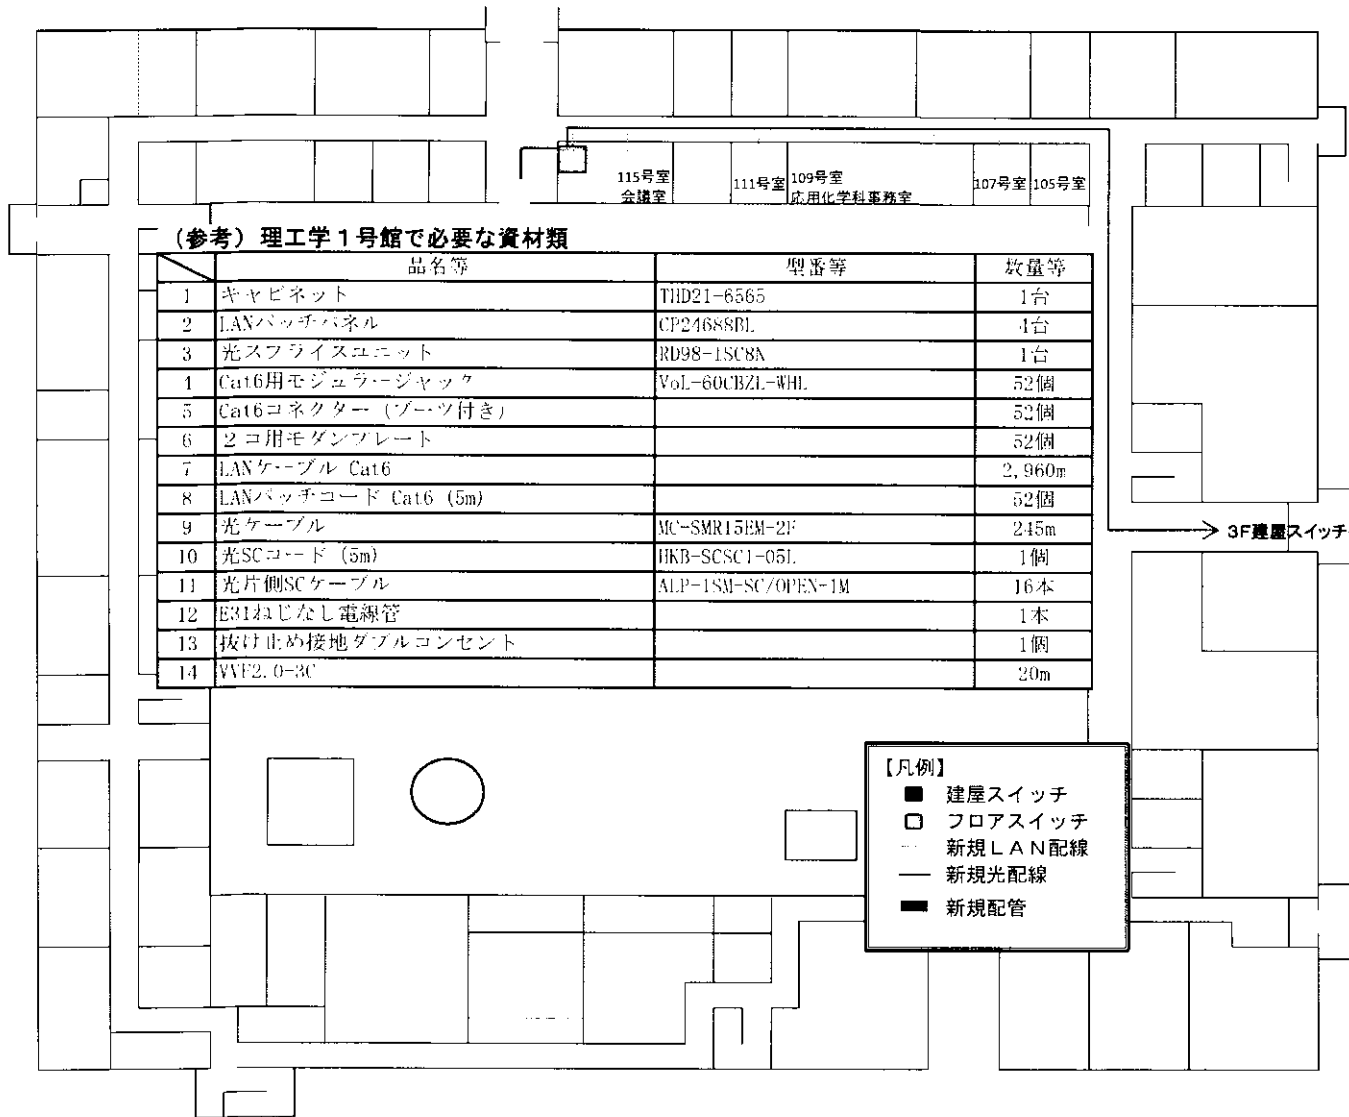 115号室
会議室
111号室
109号室
応用化学科事務室
107号室
105号室
(参考) 理工学1号館で必要な資材類
品名等 型番等 数量等
1 キャビネット THD21-6565 1台
2 LANパッチパネル CP24688BL 4台
3 光スプライスユニット RD98-1SC8N 1台
4 Cat6用モジュラージャック VoL-60CBZL-WHL 52個
5 Cat6コネクター (ブーツ付き) 52個
6 2コ用モダンプレート 52個
7 LANケーブル Cat6 2,960m
8 LANパッチコード Cat6 (5m) 52個
9 光ケーブル MC-SMR15EM-2F 245m
10 光SCコード (5m) HKB-SCSC1-05L 1個
11 光片側SCケーブル ALP-1SM-SC/OPEN-1M 16本
12 E31ねじなし電線管 1本
13 抜け止め接地ダブルコンセント 1個
14 VVF2.0-3C 20m
3F建屋スイッチ
【凡例】
建屋スイッチ
フロアスイッチ
新規LAN配線
新規光配線
新規配管